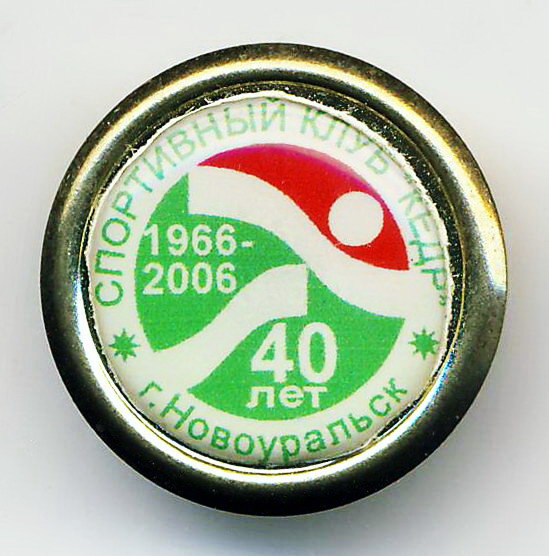 СПОРТИВНЫЙ КЛУБ "КЕДР"
1966-
2006
40
лет
г.Новоуральск